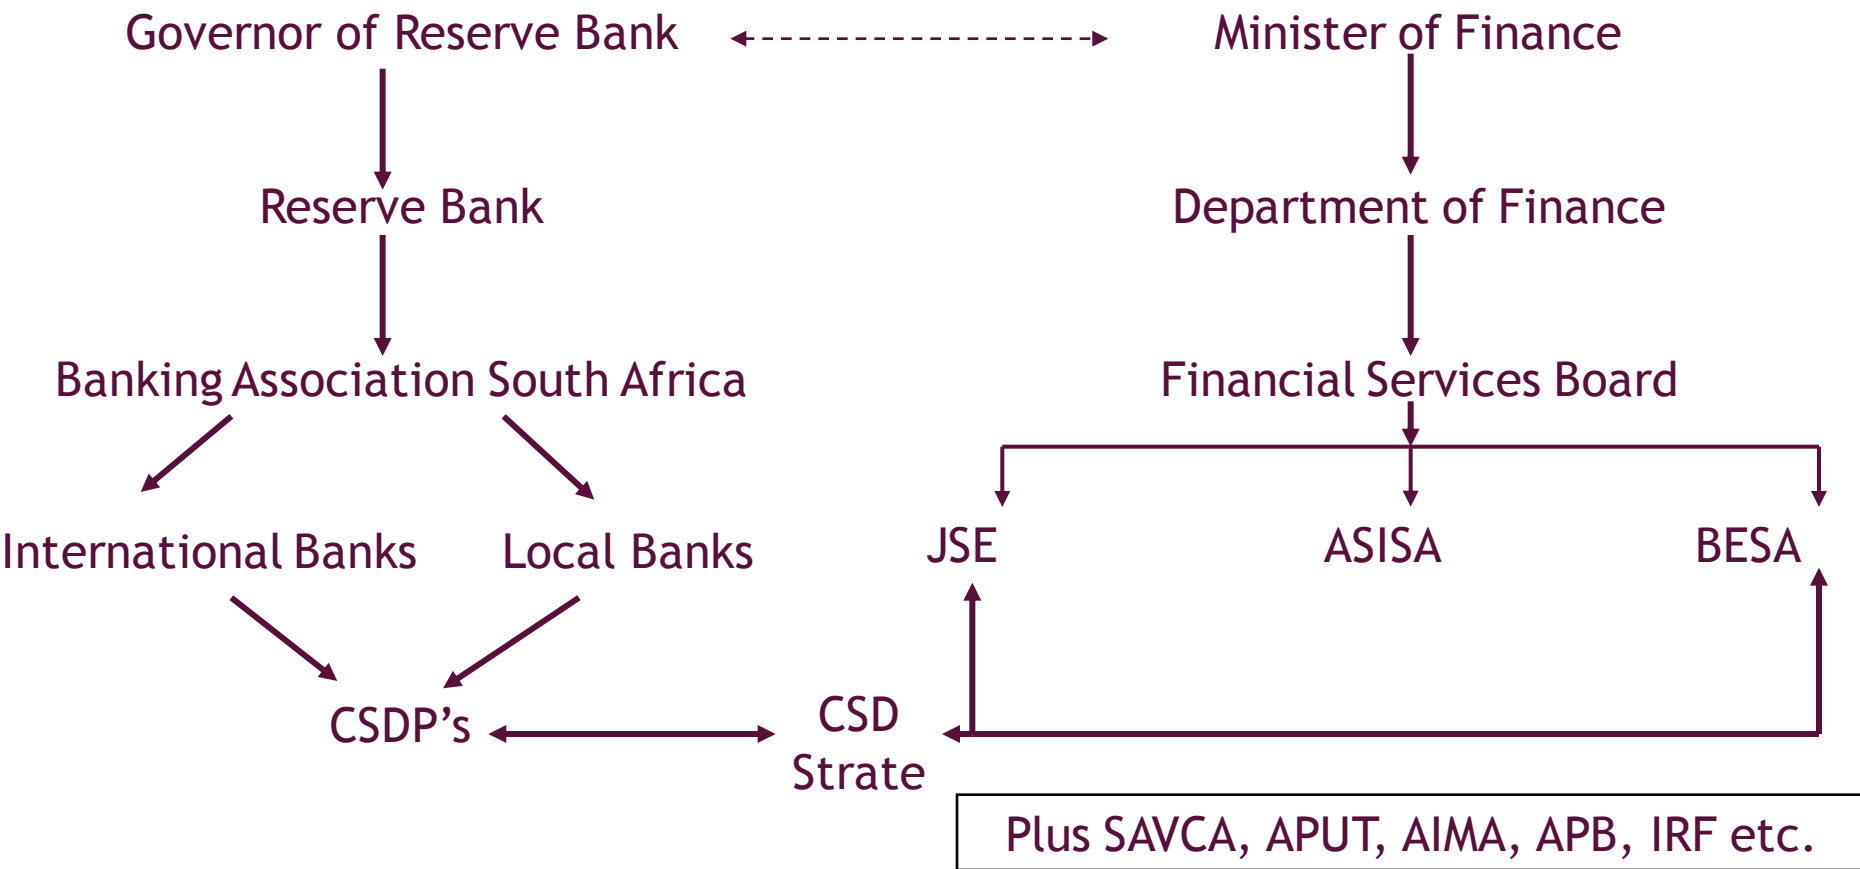 Governor of Reserve Bank
Minister of Finance
Reserve Bank
Department of Finance
Banking Association South Africa
Financial Services Board
International Banks
Local Banks
JSE
ASISA
BESA
CSDP’s
CSD
Strate
Plus SAVCA, APUT, AIMA, APB, IRF etc.